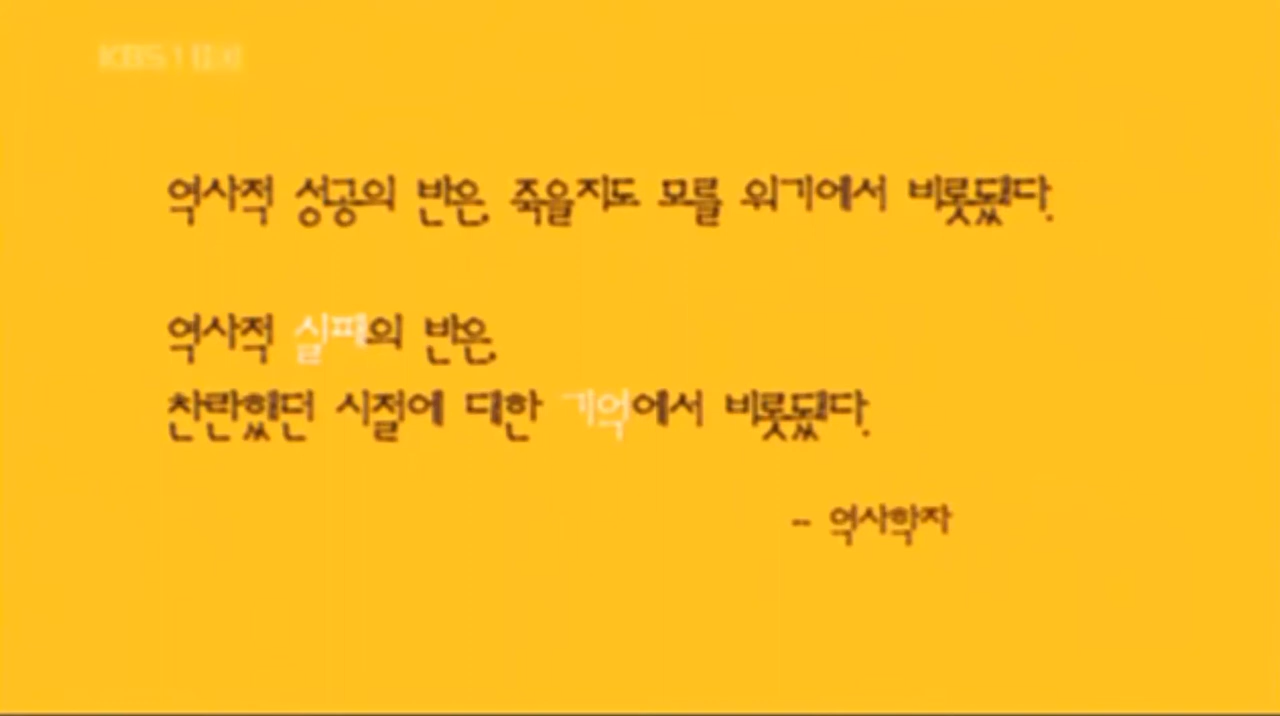 KBS 1
역사적 성공의 반은, 죽을지도 모를 위기에서 비롯됐다.
역사적 실패의 반은,
찬란했던 시절에 대한 기억에서 비롯됐다.
-- 역사학자